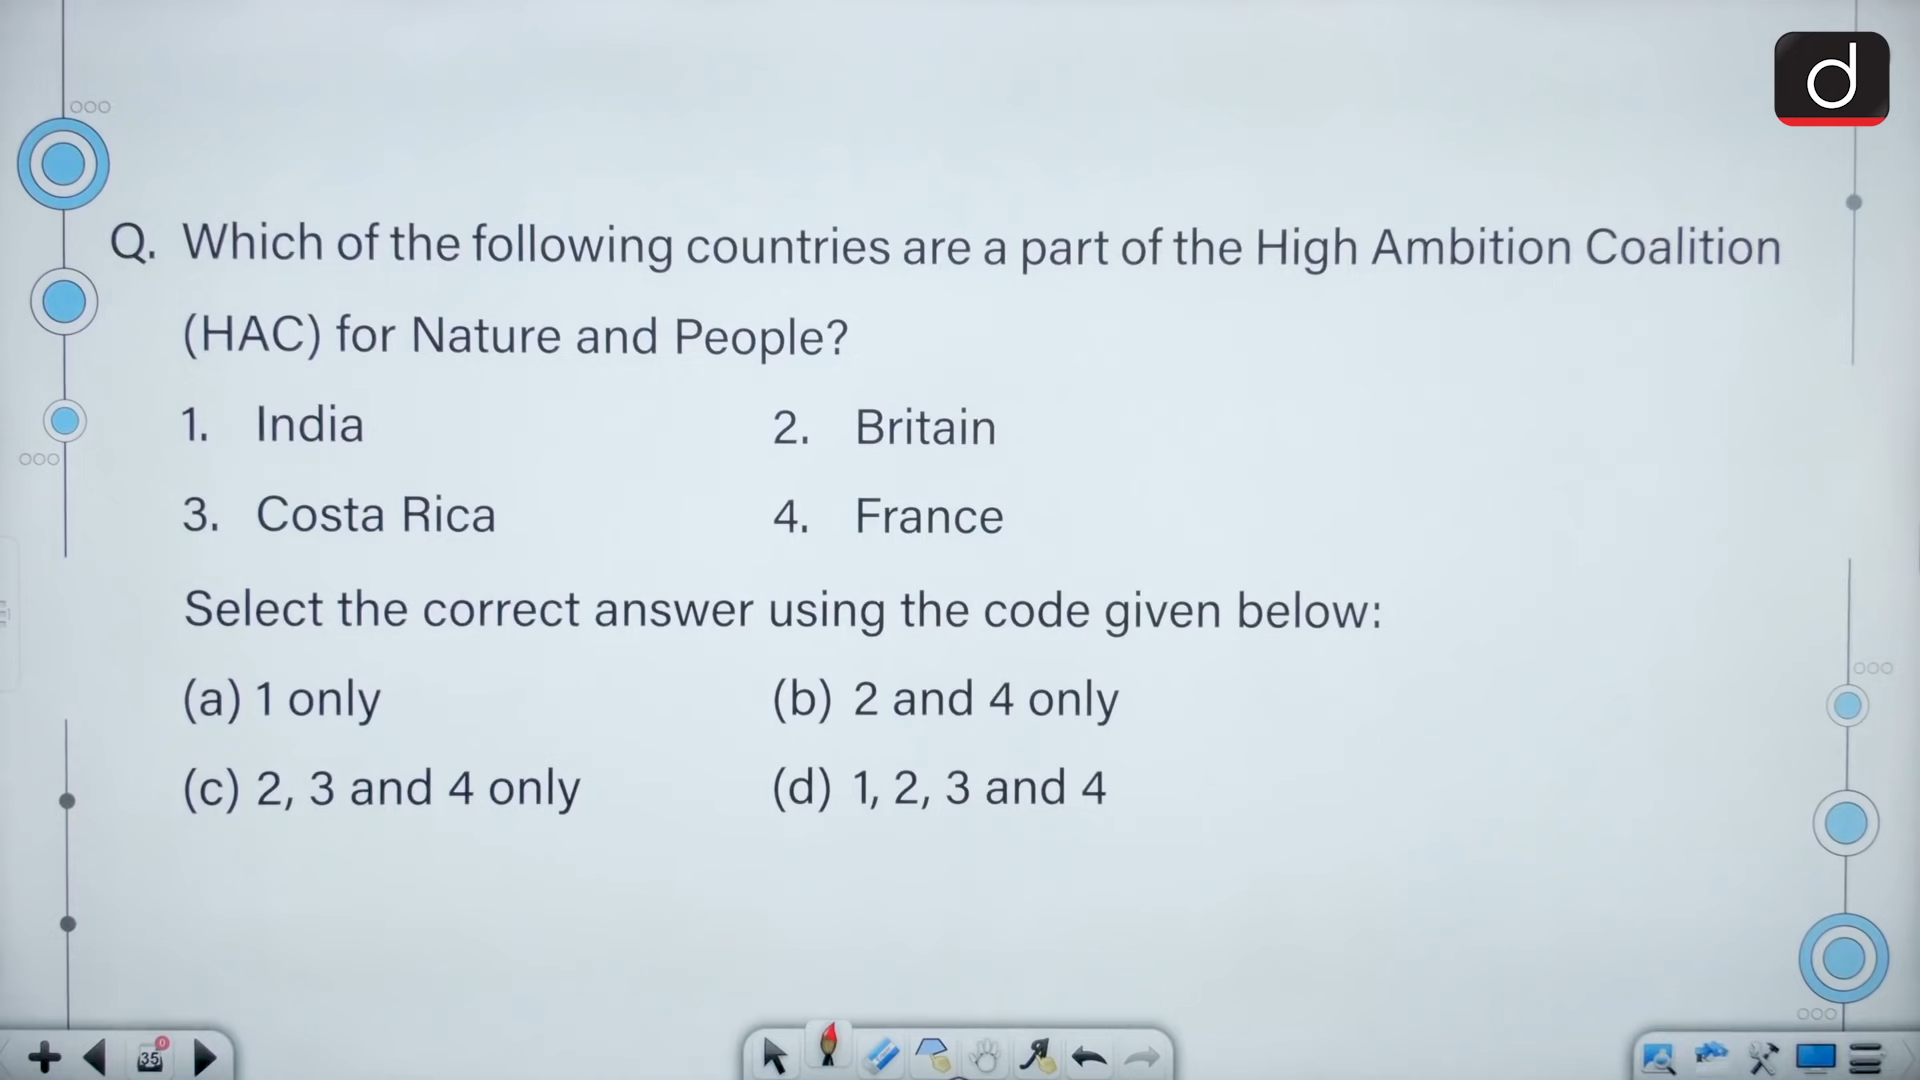 d
Q. Which of the following countries are a part of the High Ambition Coalition
(HAC) for Nature and People?
1. India 2. Britain
3. Costa Rica 4. France
Select the correct answer using the code given below:
(a) 1 only (b) 2 and 4 only
(c) 2, 3 and 4 only (d) 1, 2, 3 and 4
0
35